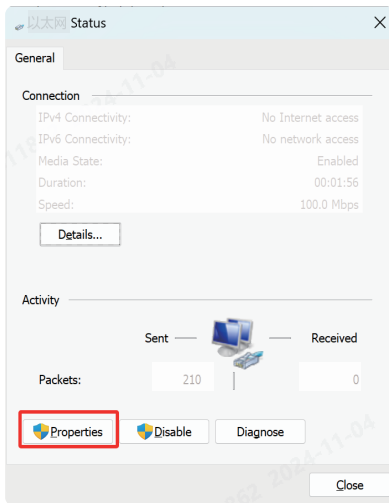 以太网 Status
General
Connection
IPv4 Connectivity: No Internet access
IPv6 Connectivity: No network access
Media State: Enabled
Duration: 00:01:56
Speed: 100.0 Mbps
Details...
Activity
Sent Received
Packets: 210 0
Properties Disable Diagnose
Close